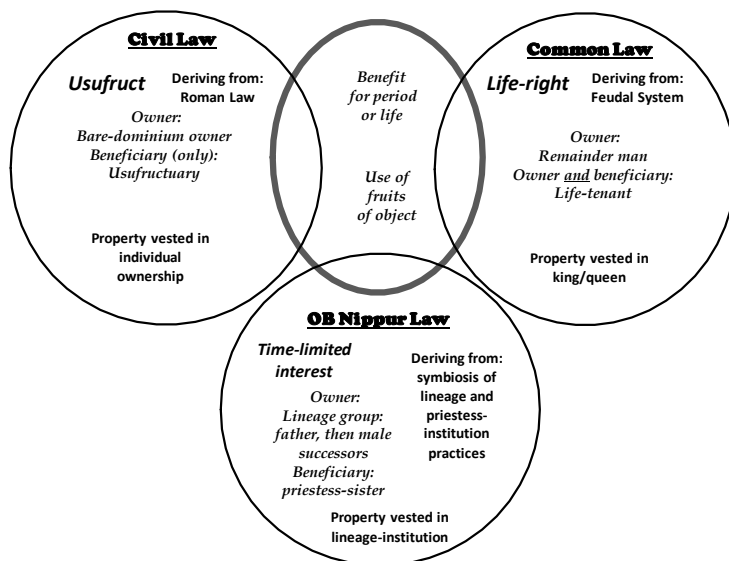 Civil Law
Usufruct
Deriving from:
Roman Law
Owner:
Bare-dominium owner
Beneficiary (only):
Usufructuary
Property vested in
individual
ownership
Benefit
for period
or life
Use of
fruits
of object
Common Law
Life-right
Deriving from:
Feudal System
Owner:
Remainder man
Owner and beneficiary:
Life-tenant
Property vested in
king/queen
OB Nippur Law
Time-limited
interest
Owner:
Lineage group:
father, then male
successors
Beneficiary:
priestess-sister
Deriving from:
symbiosis of
lineage and
priestess-
institution
practices
Property vested in
lineage-institution